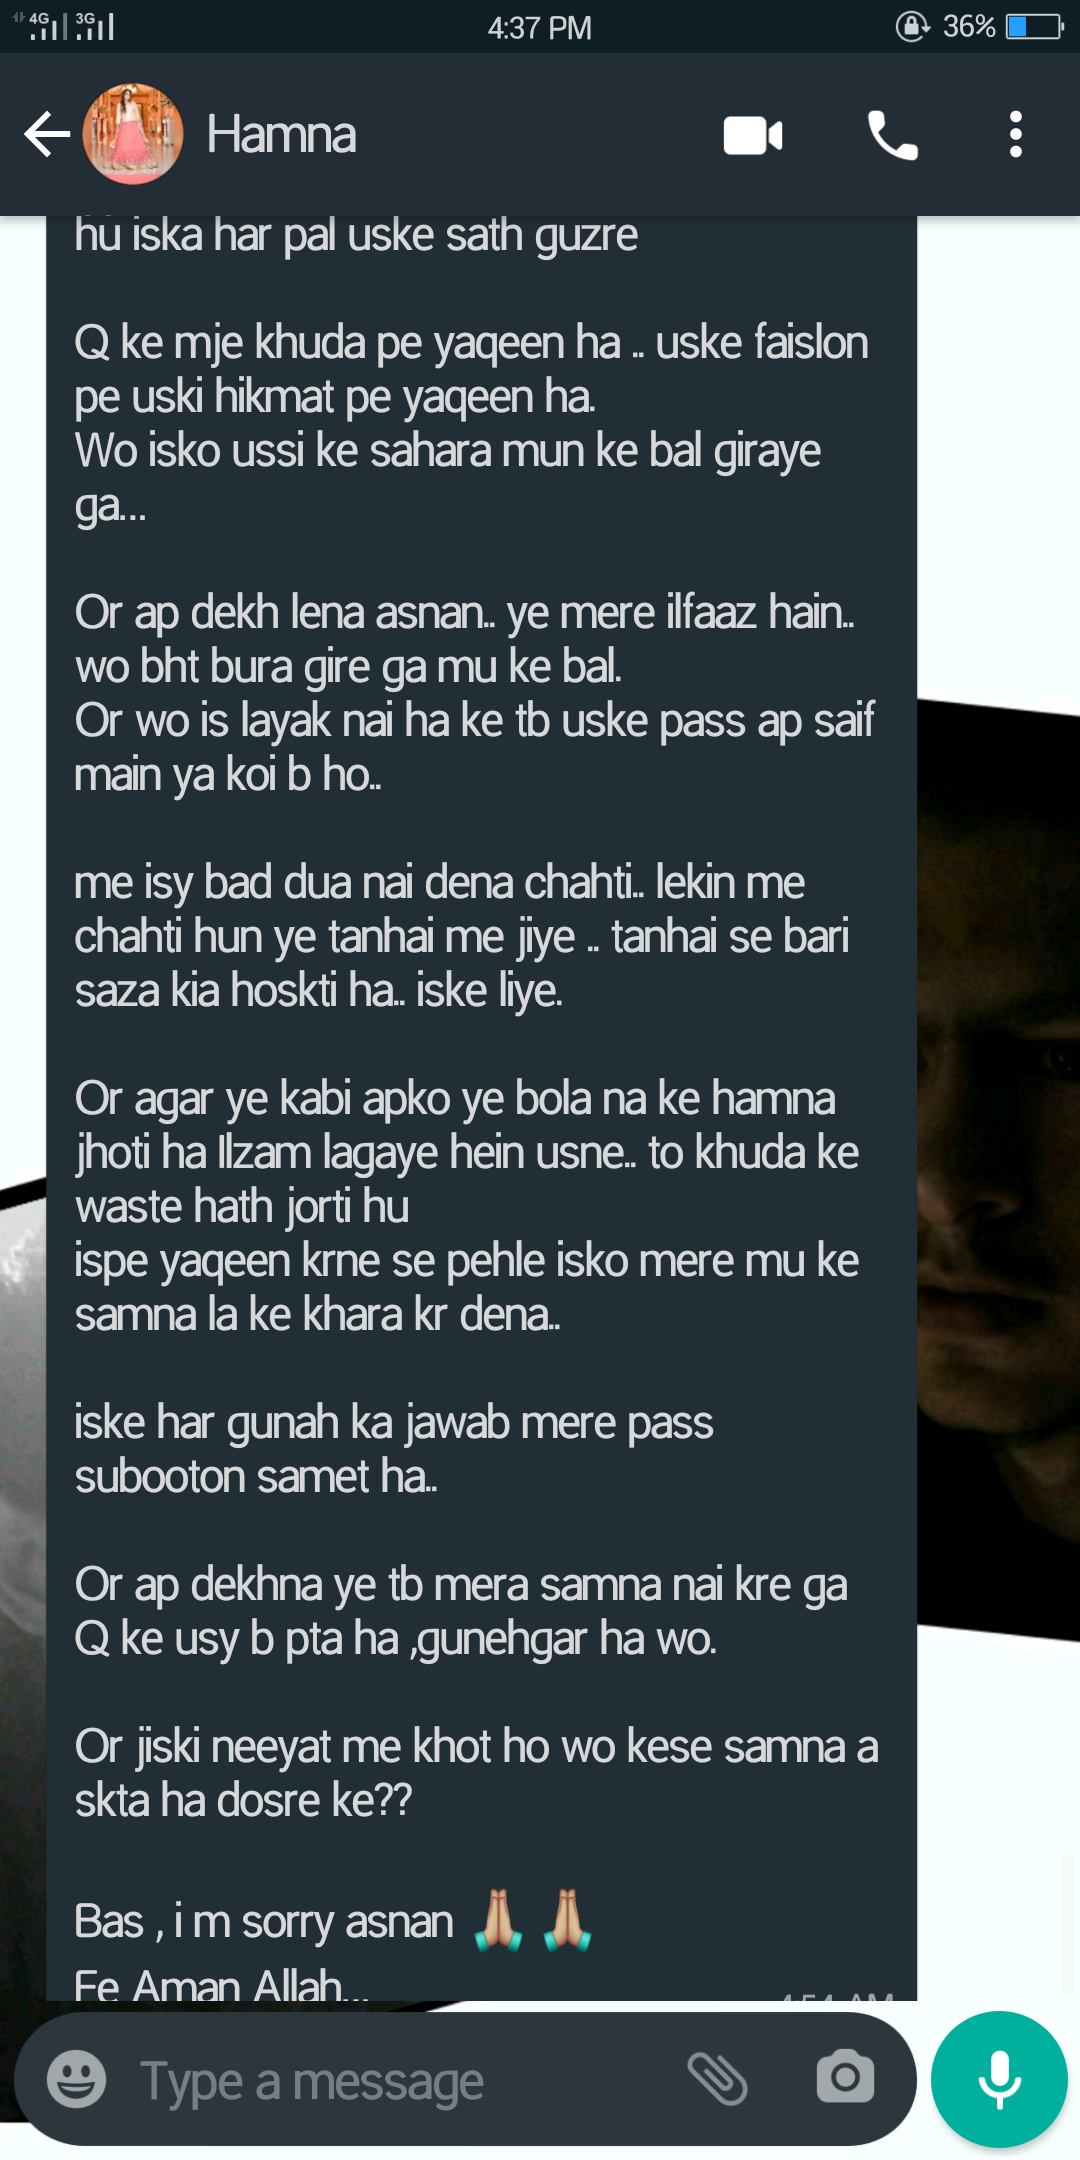 4G 3G 4:37 PM 36%
Hamna
hu iska har pal uske sath guzre
Q ke mje khuda pe yaqeen ha .. uske faislon
pe uski hikmat pe yaqeen ha.
Wo isko ussi ke sahara mun ke bal giraye
ga...
Or ap dekh lena asnan.. ye mere ilfaaz hain..
wo bht bura gire ga mu ke bal.
Or wo is layak nai ha ke tb uske pass ap saif
main ya koi b ho..
me isy bad dua nai dena chahti.. lekin me
chahti hun ye tanhai me jiye .. tanhai se bari
saza kia hoskti ha.. iske liye.
Or agar ye kabi apko ye bola na ke hamna
jhoti ha Ilzam lagaye hein usne.. to khuda ke
waste hath jorti hu
ispe yaqeen krne se pehle isko mere mu ke
samna la ke khara kr dena..
iske har gunah ka jawab mere pass
subooton samet ha..
Or ap dekhna ye tb mera samna nai kre ga
Q ke usy b pta ha ,gunehgar ha wo.
Or jiski neeyat me khot ho wo kese samna a
skta ha dosre ke??
Bas , i m sorry asnan 🙏🏼 🙏🏼
Fe Aman Allah...
4:54 AM
Type a message